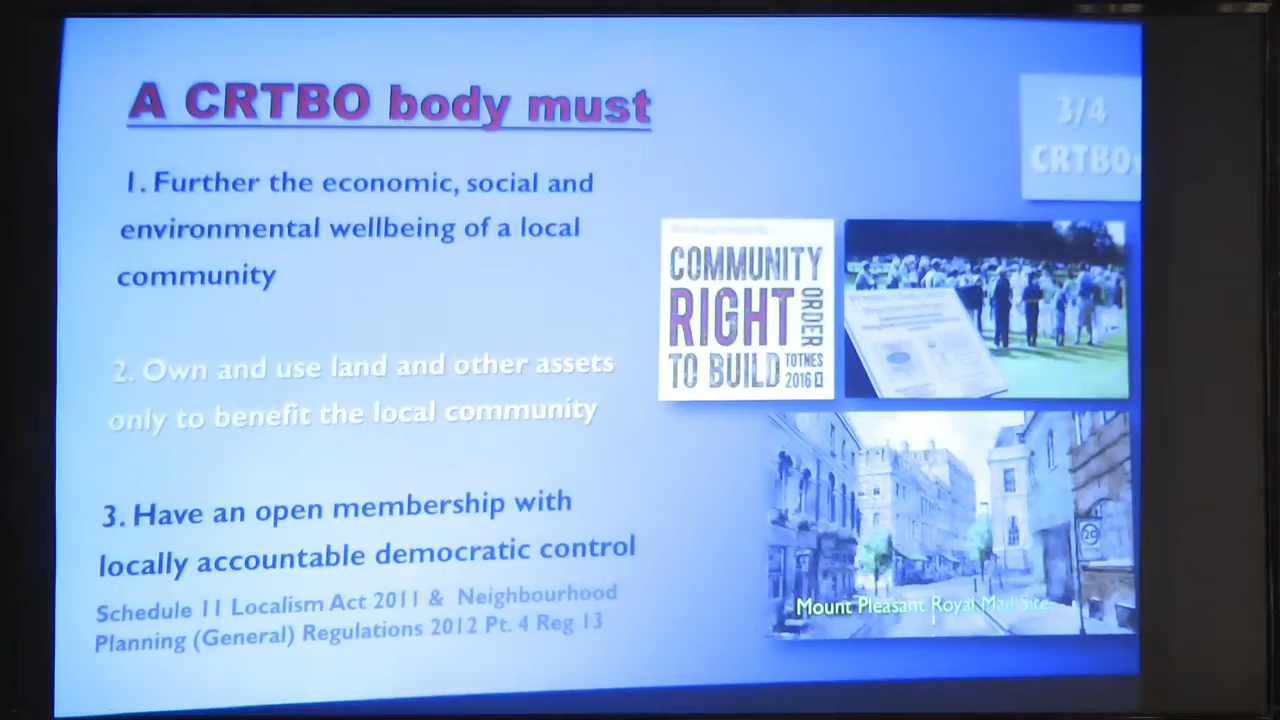 A CRTBO body must
3/4
CRTBOs
1. Further the economic, social and
environmental wellbeing of a local
community
COMMUNITY
RIGHT
ORDER
TO BUILD
TOTNES
2016
2. Own and use land and other assets
only to benefit the local community
3. Have an open membership with
locally accountable democratic control
Schedule 11 Localism Act 2011 & Neighbourhood
Planning (General) Regulations 2012 Pt. 4 Reg 13
20
Mount Pleasant Royal Mail Site